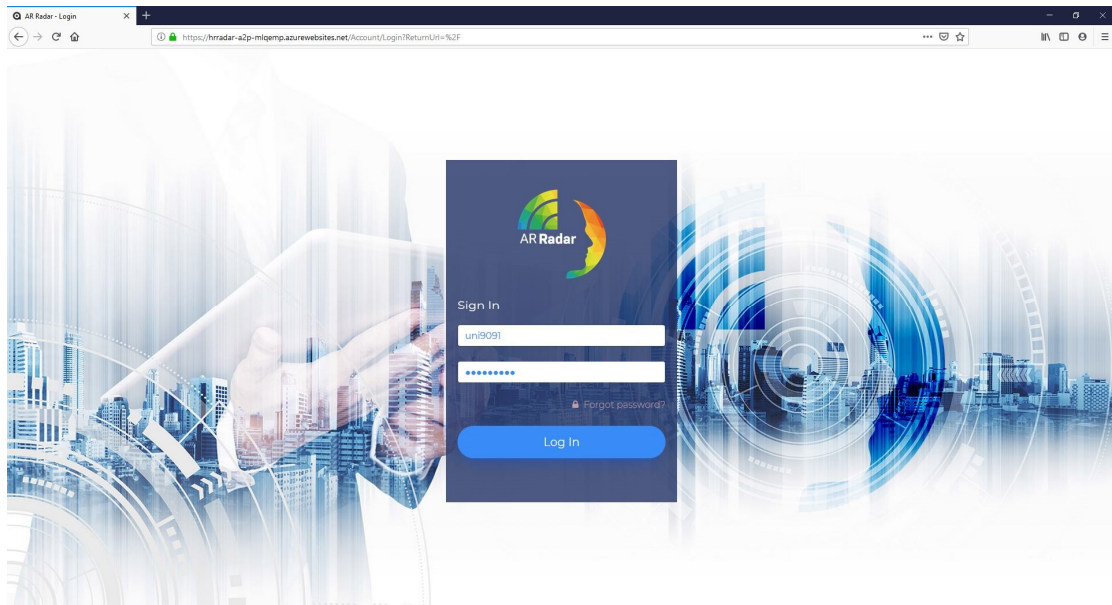 AR Radar - Login
https://hrradar-a2p-mlqemp.azurewebsites.net/Account/Login?ReturnUrl=%2F
AR Radar
Sign In
uni9091
Forgot password?
Log In